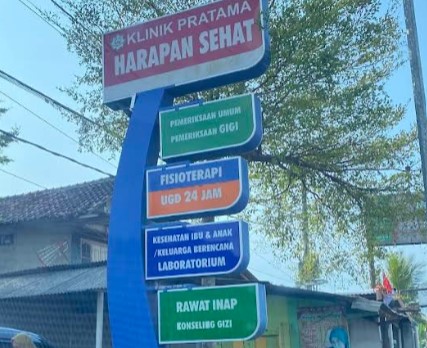 KLINIK PRATAMA
HARAPAN SEHAT
PEMERIKSAAN UMUM
PEMERIKSAAN GIGI
FISIOTERAPI
UGD 24 JAM
KESEHATAN IBU & ANAK
/KELUARGA BERENCANA
LABORATORIUM
RAWAT INAP
KONSELING GIZI